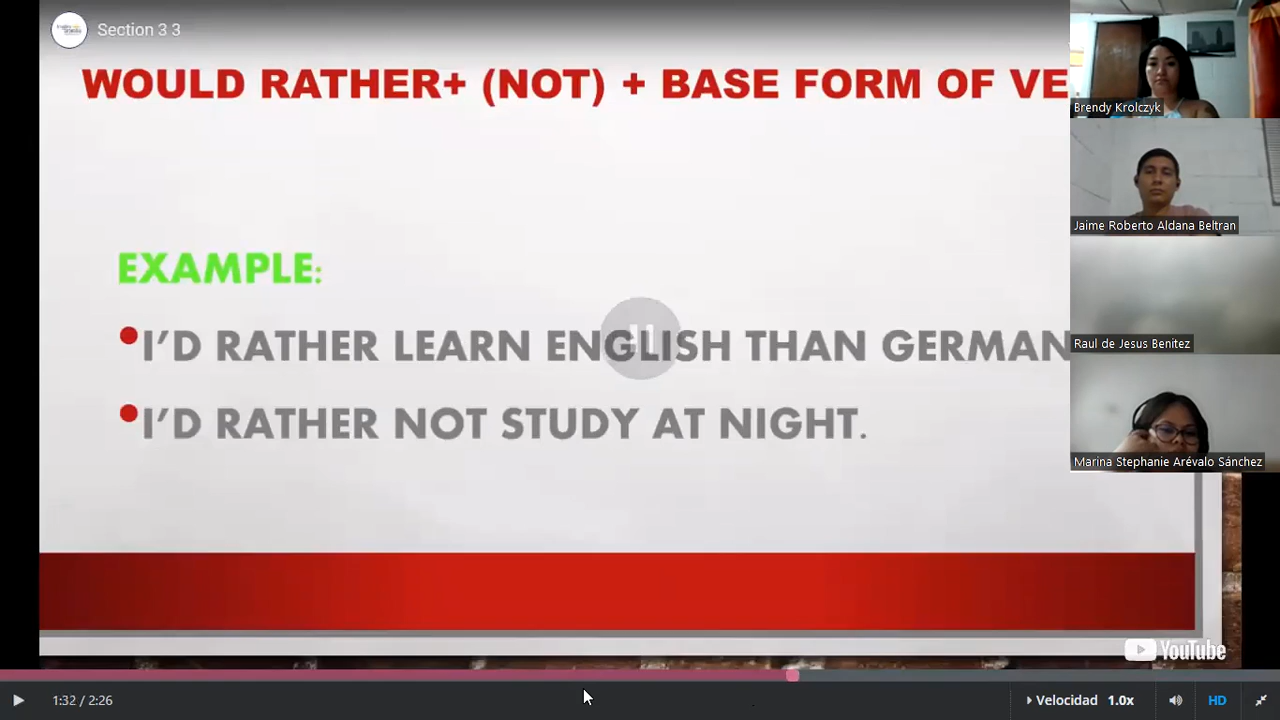 Section 3 3
WOULD RATHER+ (NOT) + BASE FORM OF VE
Brendy Krolczyk
Jaime Roberto Aldana Beltran
EXAMPLE:
•I'D RATHER LEARN ENGLISH THAN GERMAN
Raul de Jesus Benitez
•I'D RATHER NOT STUDY AT NIGHT.
Marina Stephanie Arévalo Sánchez
YouTube
1:32 / 2:26
Velocidad 1.0x
HD